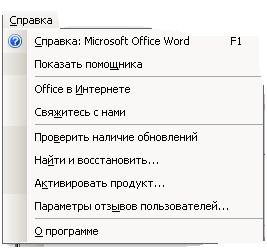 Справка
Справка: Microsoft Office Word F1
Показать помощника
Office в Интернете
Свяжитесь с нами
Проверить наличие обновлений
Найти и восстановить...
Активировать продукт...
Параметры отзывов пользователей...
О программе